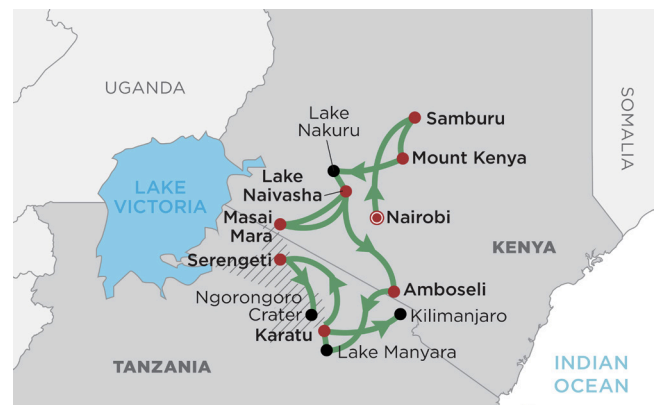 UGANDA
SOMALIA
Lake
Nakuru
Samburu
Mount Kenya
LAKE
VICTORIA
Lake
Naivasha
Masai
Mara
Nairobi
Serengeti
KENYA
Ngorongoro
Crater
Amboseli
Kilimanjaro
Karatu
Lake Manyara
TANZANIA
INDIAN
OCEAN